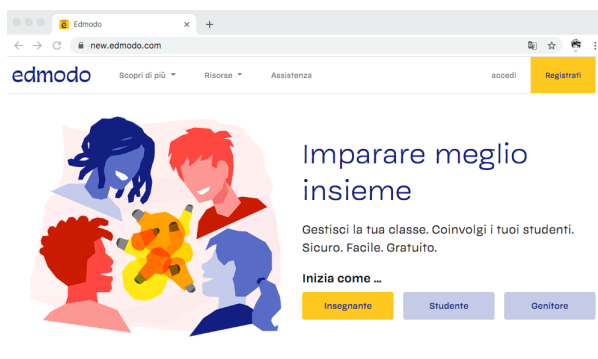 Edmodo
new.edmodo.com
edmodo Scopri di più Risorse Assistenza accedi Registrati
Imparare meglio
insieme
Gestisci la tua classe. Coinvolgi i tuoi studenti.
Sicuro. Facile. Gratuito.
Inizia come ...
Insegnante Studente Genitore